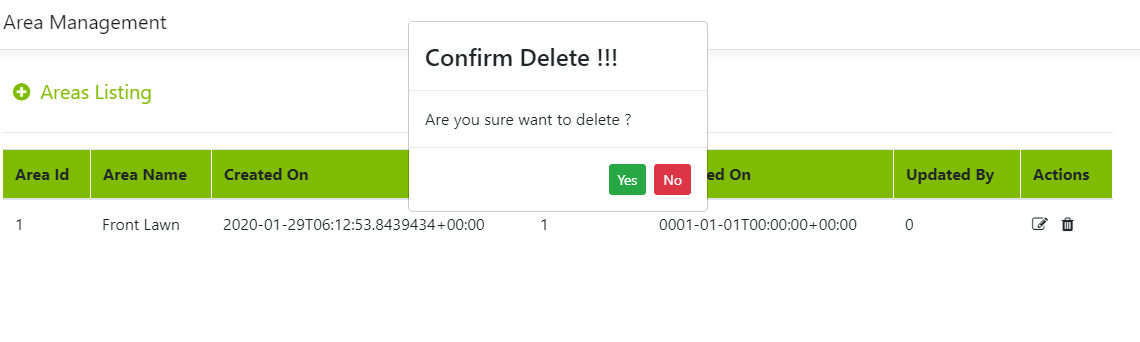 Area Management
Confirm Delete !!!
Are you sure want to delete ?
Yes No
Areas Listing
Area Id Area Name Created On ed On Updated By Actions
1 Front Lawn 2020-01-29T06:12:53.8439434+00:00 1 0001-01-01T00:00:00+00:00 0